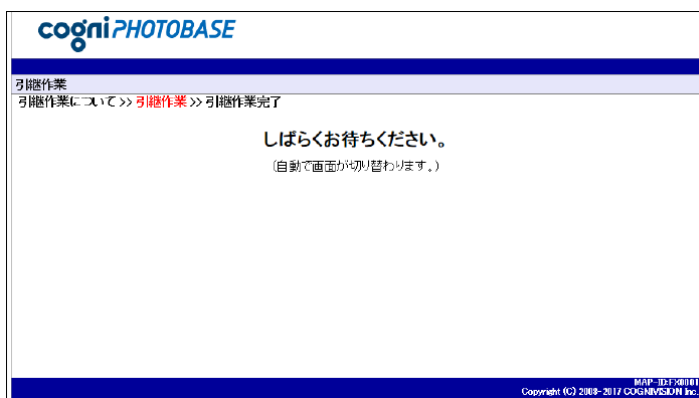 cogni PHOTOBASE
引継作業
引継作業について >> 引継作業 >> 引継作業完了
しばらくお待ちください。
(自動で画面が切り替わります。)
MAP-ID:FX0001
Copyright (C) 2008-2017 COGNIVISION Inc.